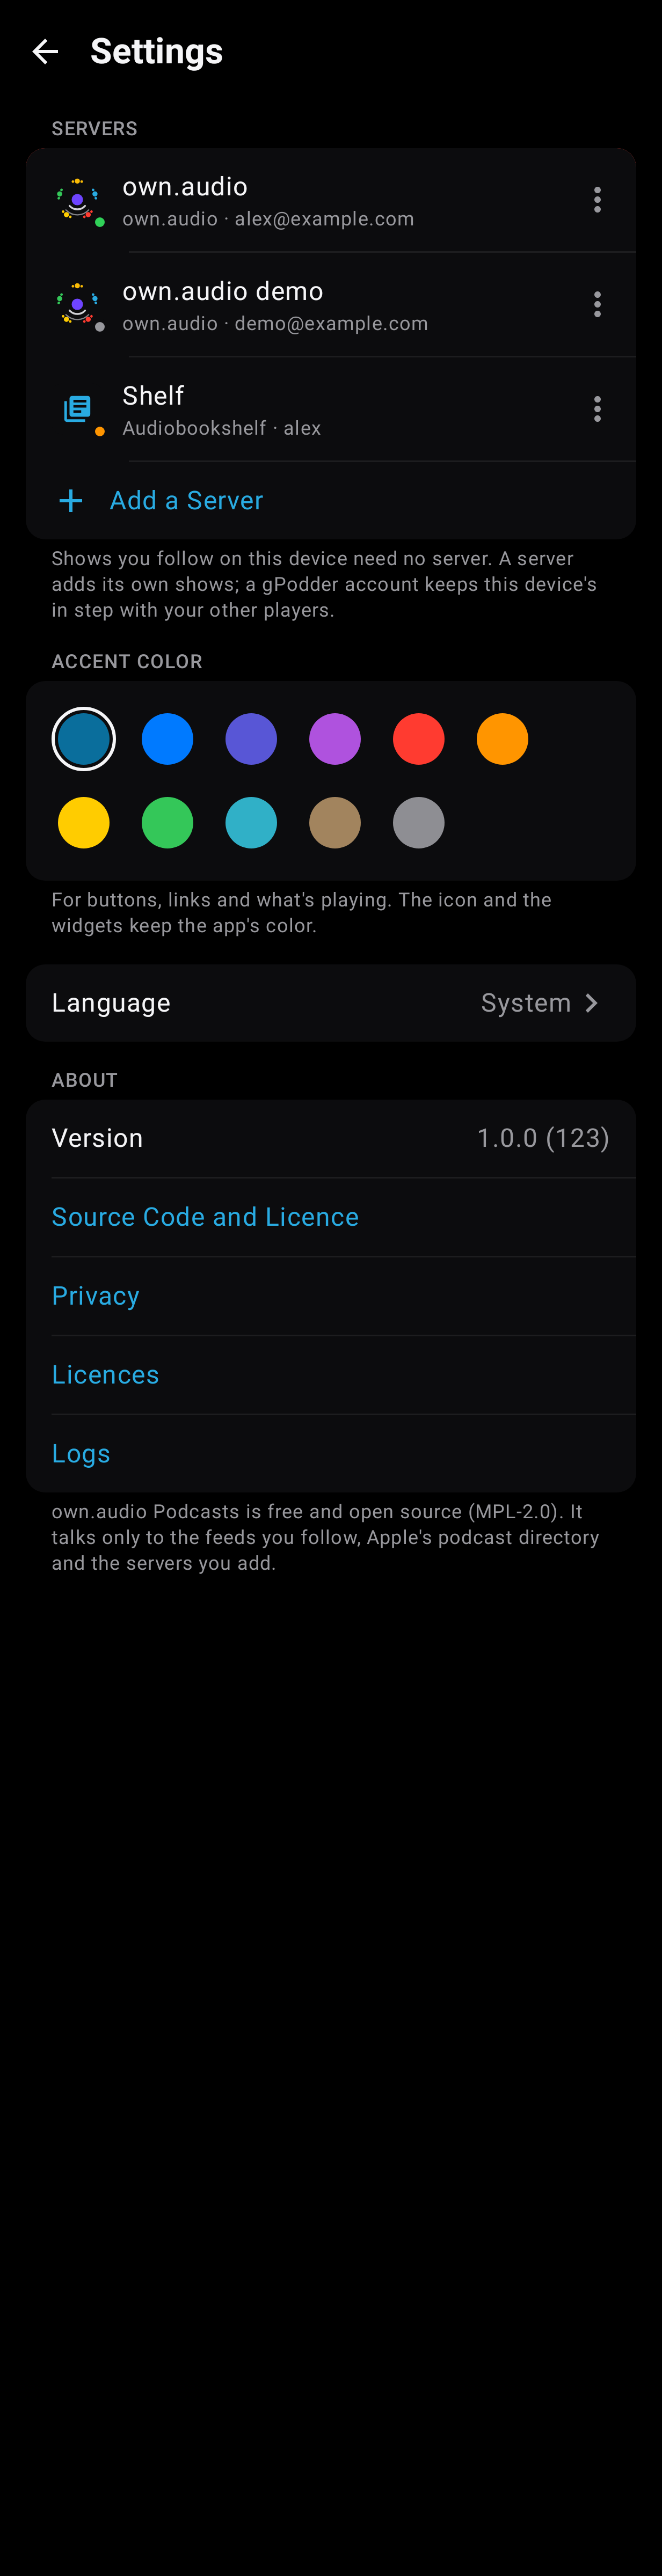 Settings
SERVERS
own.audio
own.audio · alex@example.com
own.audio demo
own.audio · demo@example.com
Shelf
Audiobookshelf · alex
Add a Server
Shows you follow on this device need no server. A server
adds its own shows; a gPodder account keeps this device's
in step with your other players.
ACCENT COLOR
For buttons, links and what's playing. The icon and the
widgets keep the app's color.
Language System
ABOUT
Version 1.0.0 (123)
Source Code and Licence
Privacy
Licences
Logs
own.audio Podcasts is free and open source (MPL-2.0). It
talks only to the feeds you follow, Apple's podcast directory
and the servers you add.